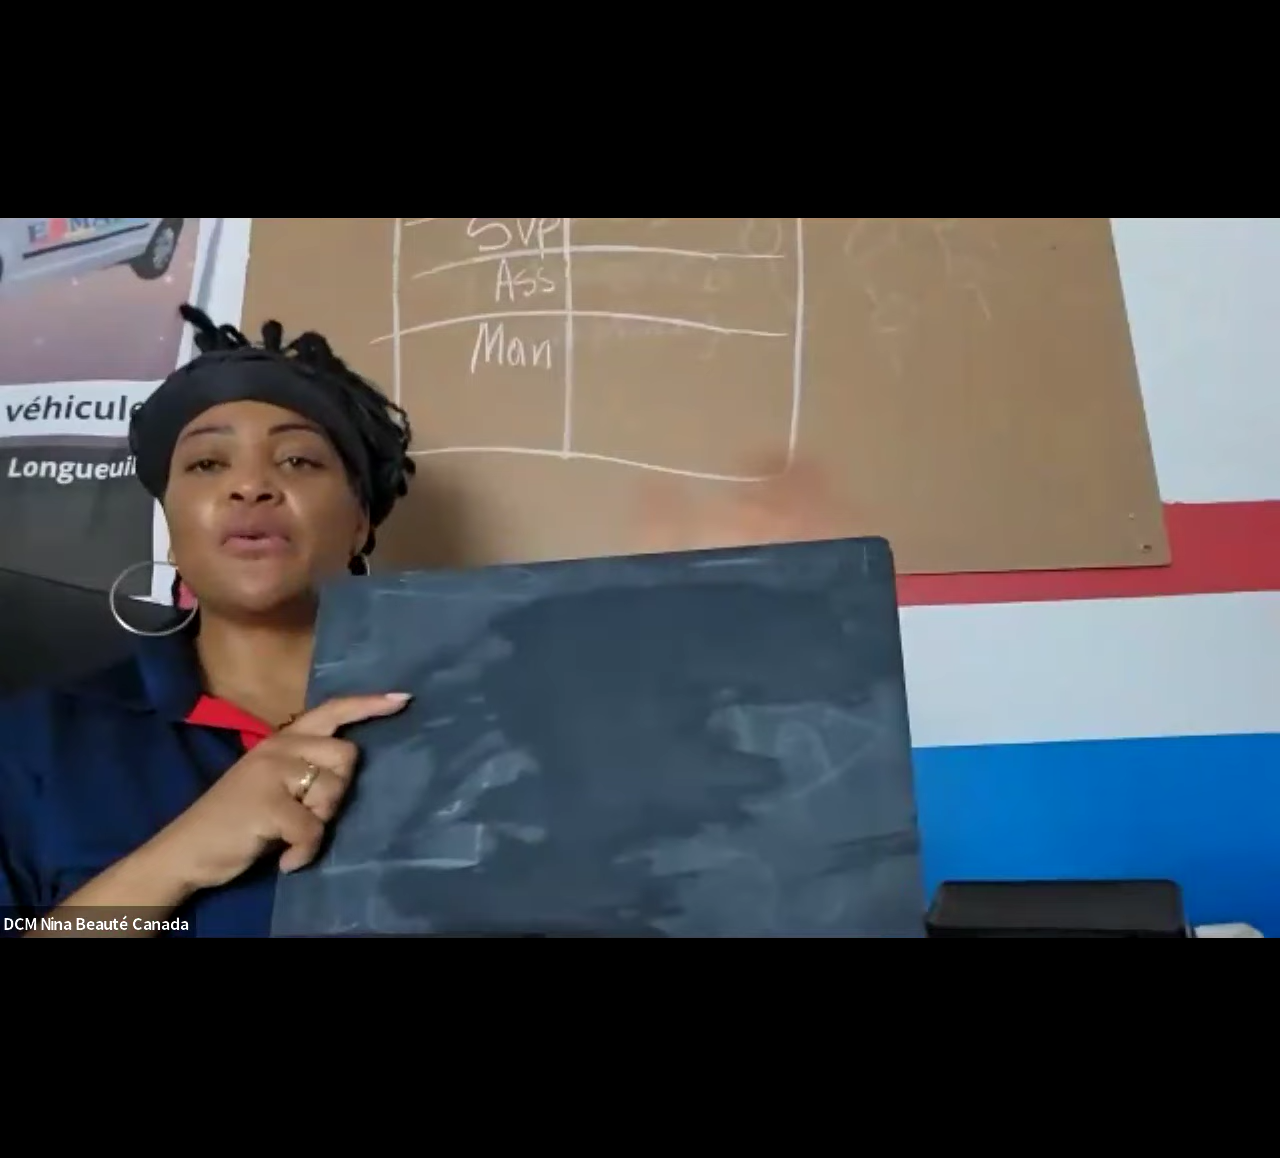 SVP
Ass
Man
véhicule
Longueuil
DCM Nina Beauté Canada